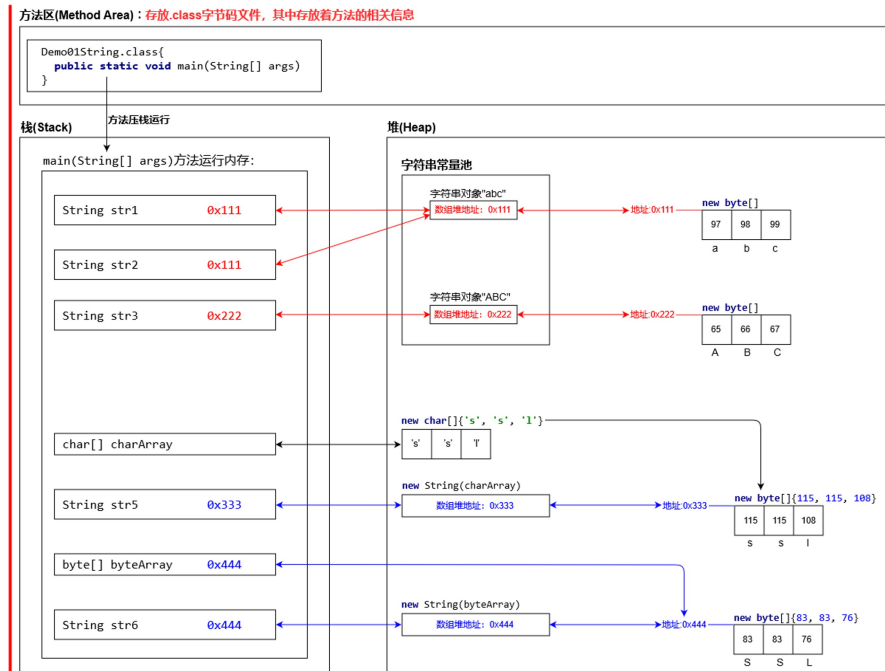 方法区(Method Area)：存放.class字节码文件，其中存放着方法的相关信息
Demo01String.class{
public static void main(String[] args)
}
方法压栈运行
栈(Stack)
堆(Heap)
main(String[] args)方法运行内存：
字符串常量池
String str1 0x111
字符串对象"abc"
数组堆地址：0x111
地址:0x111
new byte[]
97 98 99
a b c
String str2 0x111
String str3 0x222
字符串对象"ABC"
数组堆地址：0x222
地址:0x222
new byte[]
65 66 67
A B C
char[] charArray
new char[]{'s', 's', 'l'}
's' 's' 'l'
String str5 0x333
new String(charArray)
数组堆地址：0x333
地址:0x333
new byte[]{115, 115, 108}
115 115 108
s s l
byte[] byteArray 0x444
String str6 0x444
new String(byteArray)
数组堆地址：0x444
地址:0x444
new byte[]{83, 83, 76}
83 83 76
S S L